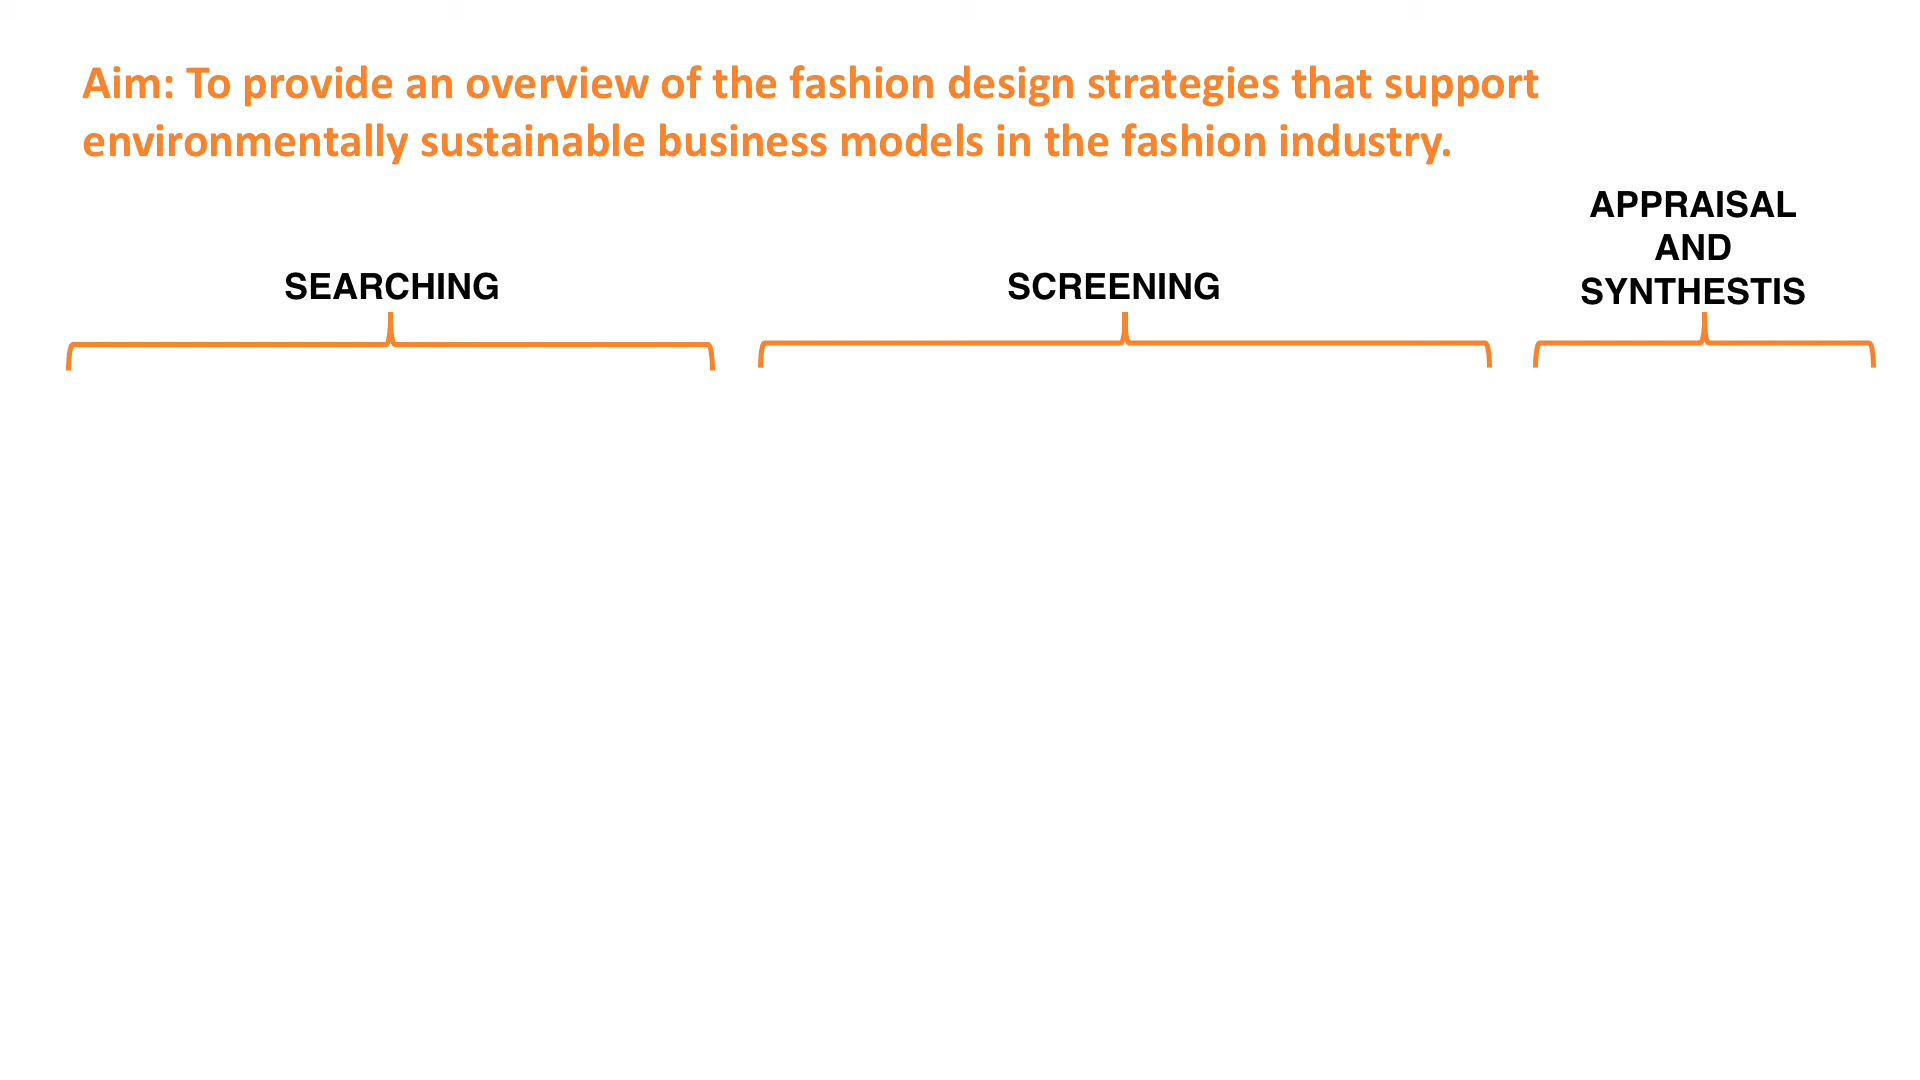 Aim: To provide an overview of the fashion design strategies that support
environmentally sustainable business models in the fashion industry.
SEARCHING
SCREENING
APPRAISAL
AND
SYNTHESTIS